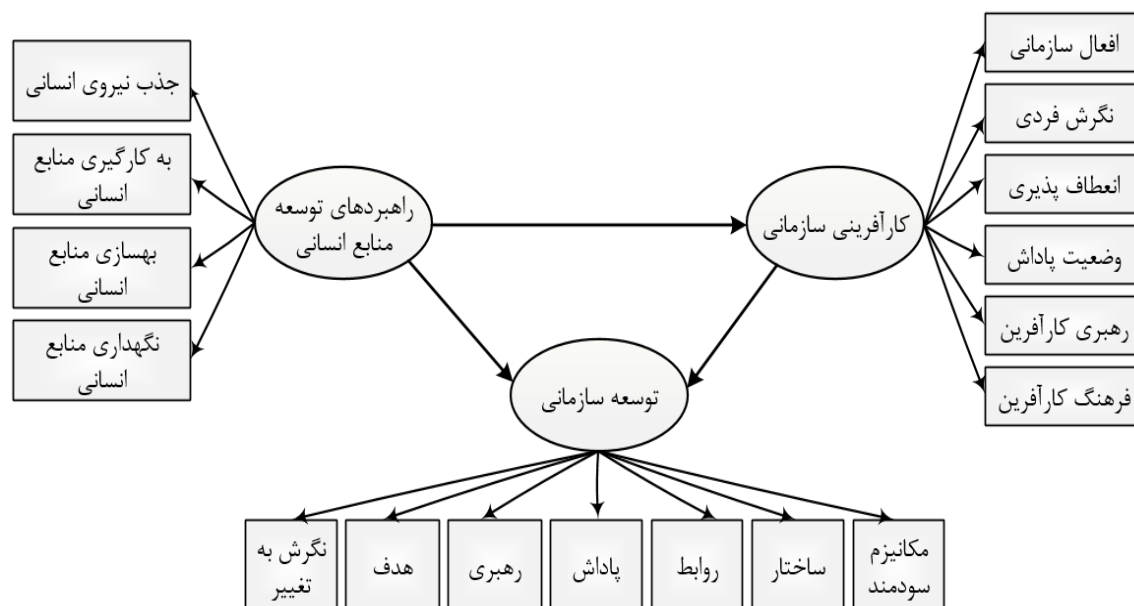 افعال سازمانی
نگرش فردی
انعطاف پذیری
وضعیت پاداش
رهبری کارآفرین
فرهنگ کارآفرین
کارآفرینی سازمانی
راهبردهای توسعه
منابع انسانی
جذب نیروی انسانی
به کارگیری منابع
انسانی
بهسازی منابع
انسانی
نگهداری منابع
انسانی
توسعه سازمانی
مکانیزم
سودمند
ساختار
روابط
پاداش
رهبری
هدف
نگرش به
تغییر